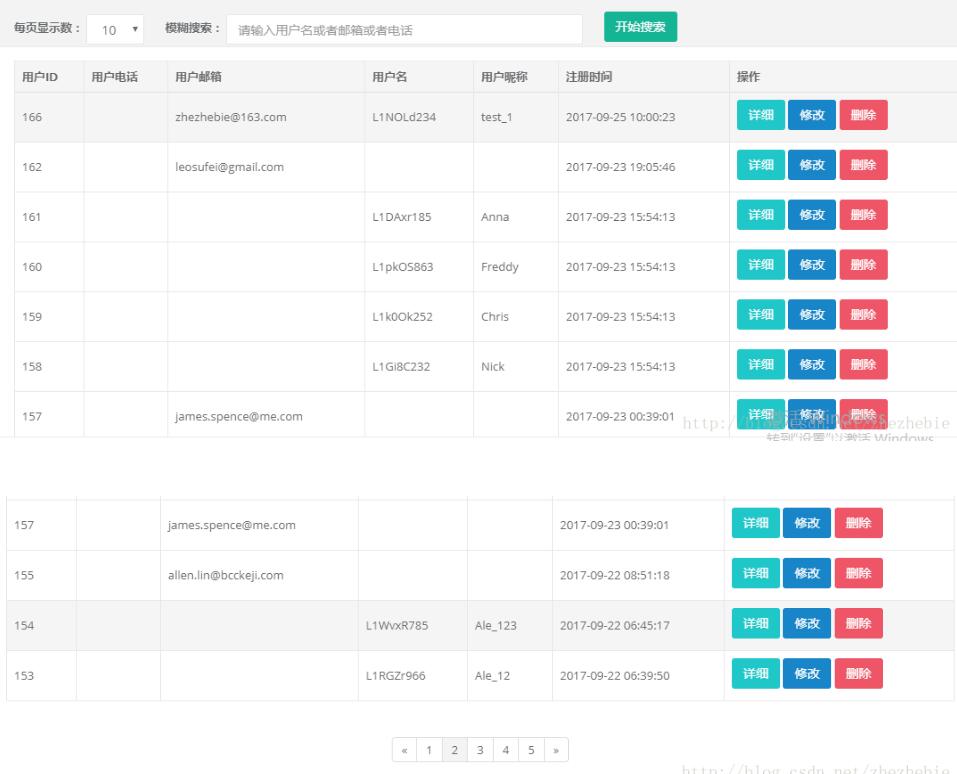 每页显示数： 10 ▾ 模糊搜索： 请输入用户名或者邮箱或者电话 开始搜索
用户ID 用户电话 用户邮箱 用户名 用户昵称 注册时间 操作
166 zhezhebie@163.com L1NOLd234 test_1 2017-09-25 10:00:23 详细 修改 删除
162 leosufei@gmail.com 2017-09-23 19:05:46 详细 修改 删除
161 L1DAxr185 Anna 2017-09-23 15:54:13 详细 修改 删除
160 L1pkOS863 Freddy 2017-09-23 15:54:13 详细 修改 删除
159 L1k0Ok252 Chris 2017-09-23 15:54:13 详细 修改 删除
158 L1Gi8C232 Nick 2017-09-23 15:54:13 详细 修改 删除
157 james.spence@me.com 2017-09-23 00:39:01 详细 修改 删除
激活 Windows
http://blog.csdn.net/zhezhebie
转到“设置”以激活 Windows
157 james.spence@me.com 2017-09-23 00:39:01 详细 修改 删除
155 allen.lin@bcckeji.com 2017-09-22 08:51:18 详细 修改 删除
154 L1WvxR785 Ale_123 2017-09-22 06:45:17 详细 修改 删除
153 L1RGZr966 Ale_12 2017-09-22 06:39:50 详细 修改 删除
« 1 2 3 4 5 »
http://blog.csdn.net/zhezhebie